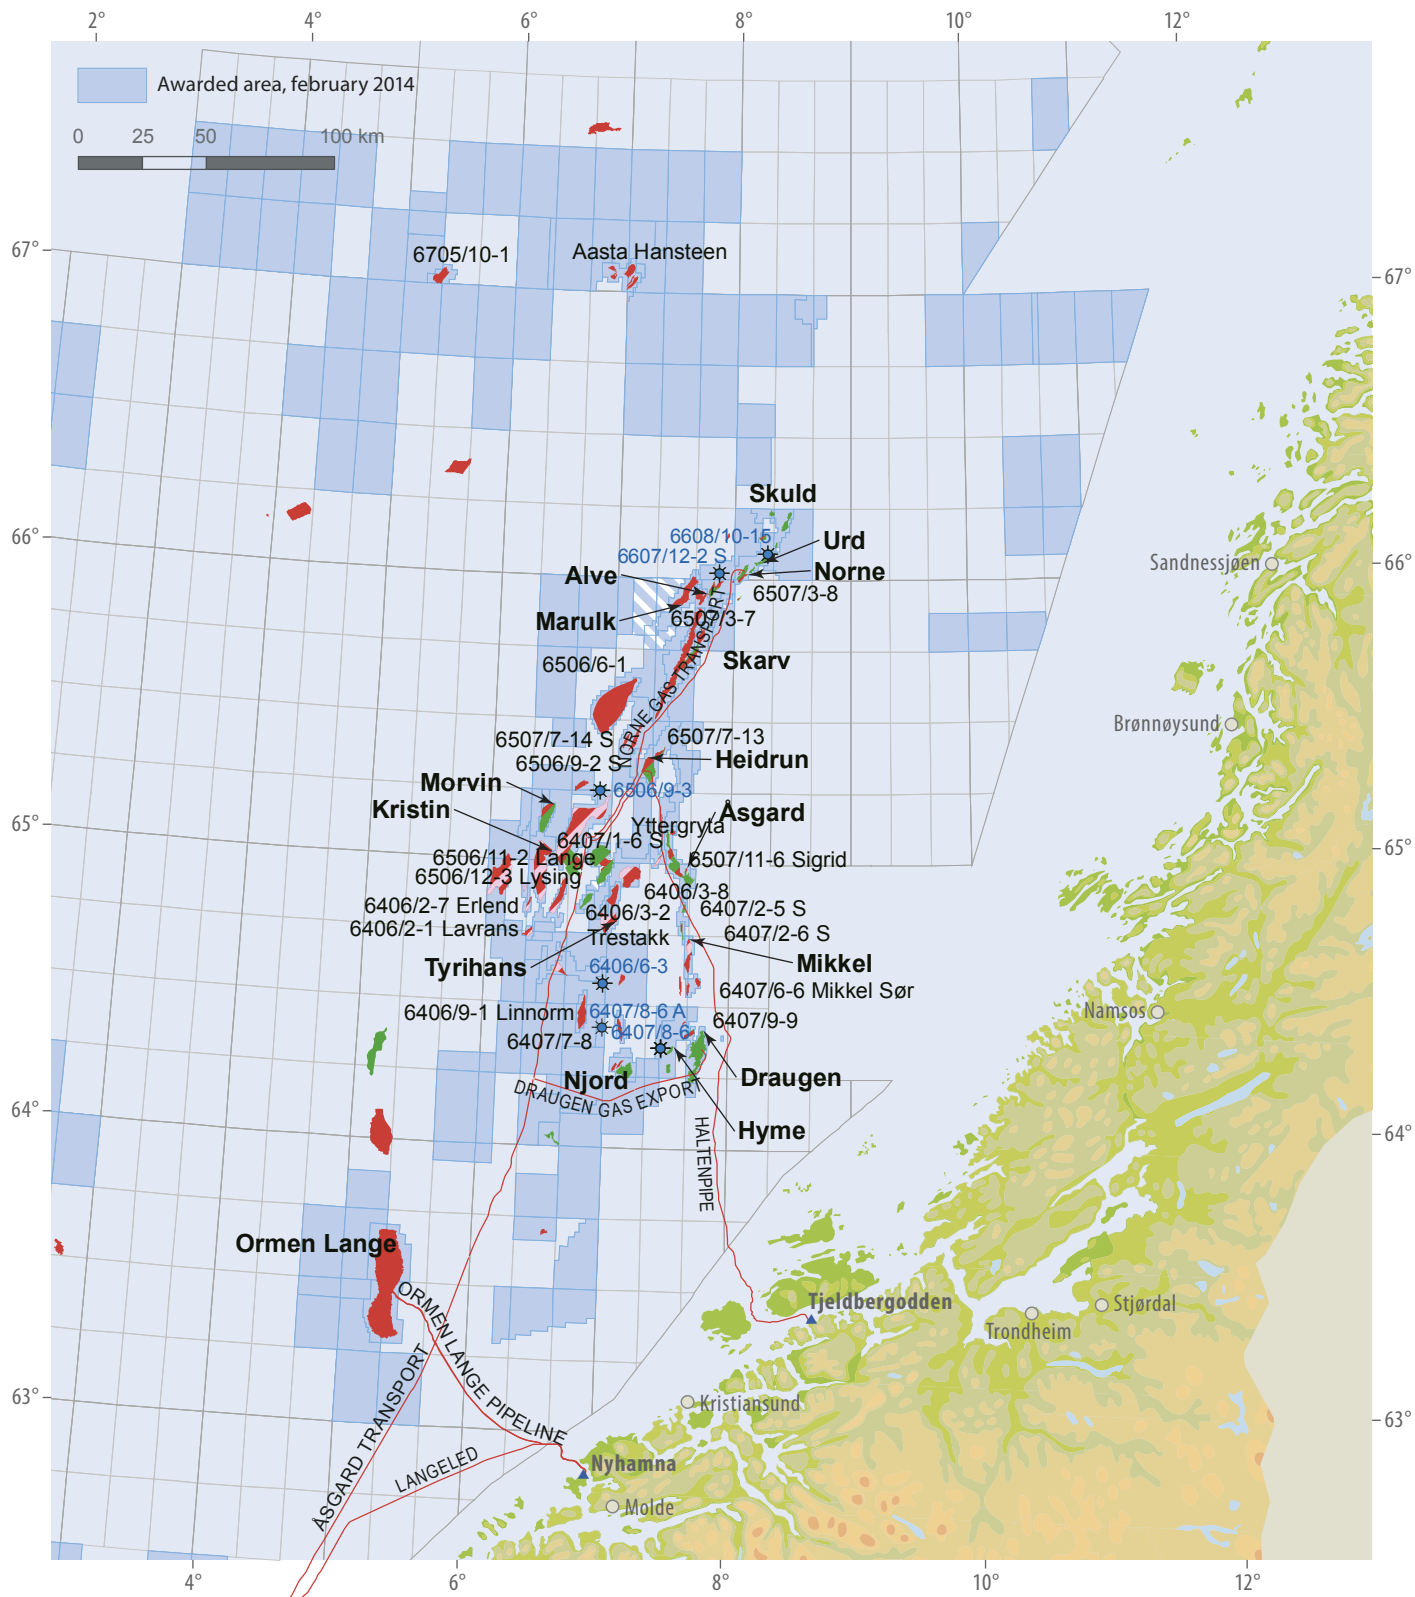 2°
4°
6°
8°
10°
12°
Awarded area, february 2014
0
25
50
100 km
67°
67°
6705/10-1
Aasta Hansteen
Skuld
66°
6608/10-15
Urd
6607/12-2 S
66°
Sandnessjøen
Alve
Norne
6507/3-8
Marulk
6507/3-7
NORNE GAS TRANSPORT
6506/6-1
Skarv
Brønnøysund
6507/7-14 S
6507/7-13
6506/9-2 S
Heidrun
Morvin
6506/9-3
Kristin
Åsgard
65°
Yttergryta
6407/1-6 S
65°
6506/11-2 Lange
6507/11-6 Sigrid
6506/12-3 Lysing
6406/3-8
6406/2-7 Erlend
6406/3-2
6407/2-5 S
6406/2-1 Lavrans
Trestakk
6407/2-6 S
Tyrihans
6406/6-3
Mikkel
6407/6-6 Mikkel Sør
6406/9-1 Linnorm
6407/8-6 A
Namsos
6407/9-9
6407/8-6
6407/7-8
Njord
Draugen
DRAUGEN GAS EXPORT
64°
Hyme
64°
HALTENPIPE
Ormen Lange
ORMEN LANGE PIPELINE
Tjeldbergodden
Stjørdal
Trondheim
ÅSGARD TRANSPORT
63°
Kristiansund
63°
LANGELED
Nyhamna
Molde
4°
6°
8°
10°
12°